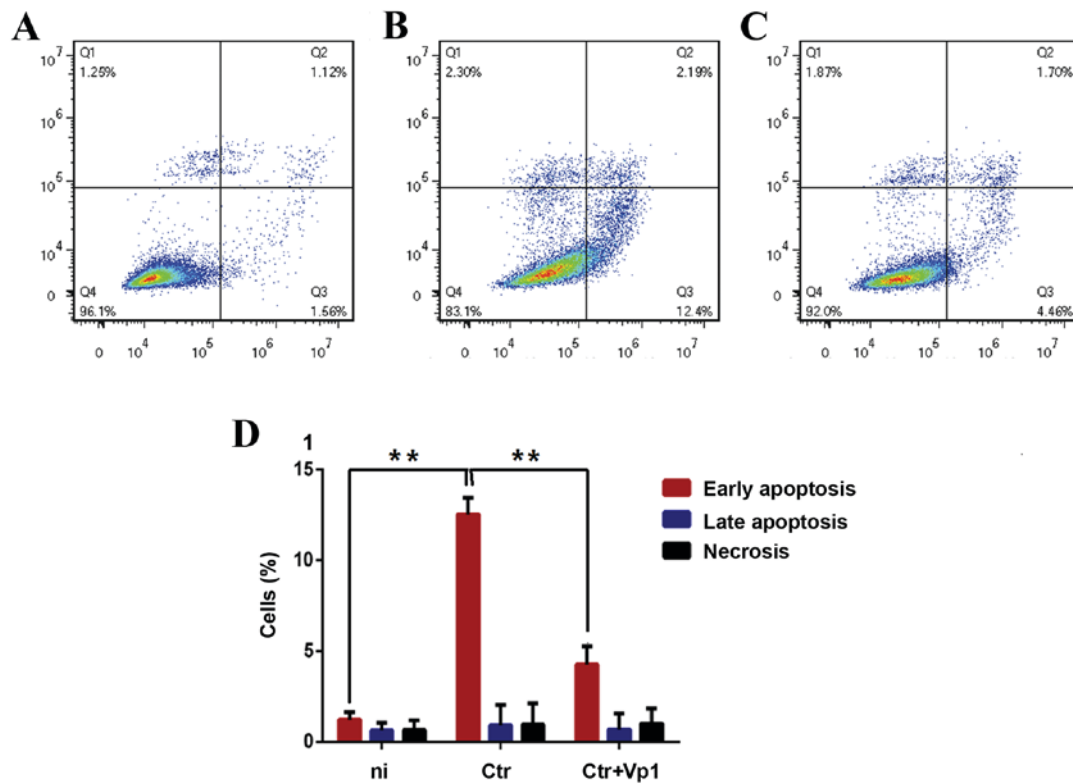 A
B
C
Q1
1.25%
Q2
1.12%
Q4
96.1%
Q3
1.56%
10^7
10^6
10^5
10^4
0
0 10^4 10^5 10^6 10^7
Q1
2.30%
Q2
2.19%
Q4
83.1%
Q3
12.4%
10^7
10^6
10^5
10^4
0
0 10^4 10^5 10^6 10^7
Q1
1.87%
Q2
1.70%
Q4
92.0%
Q3
4.46%
10^7
10^6
10^5
10^4
0
0 10^4 10^5 10^6 10^7
D
1
** **
15
10
5
0
Cells (%)
ni Ctr Ctr+Vp1
Early apoptosis
Late apoptosis
Necrosis